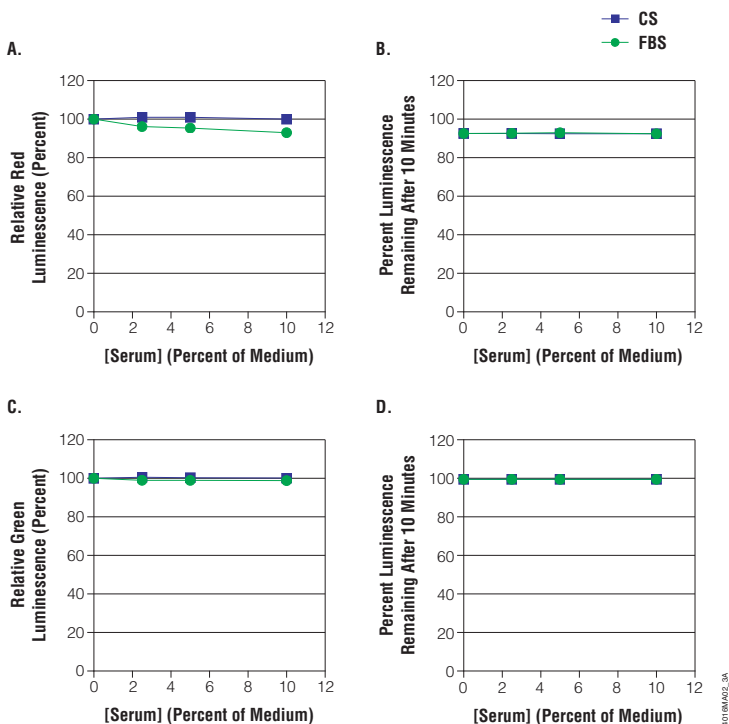 CS
FBS
A.
B.
120
100
80
60
40
20
0
0 2 4 6 8 10 12
Relative Red
Luminescence (Percent)
[Serum] (Percent of Medium)
120
100
80
60
40
20
0
0 2 4 6 8 10 12
Percent Luminescence
Remaining After 10 Minutes
[Serum] (Percent of Medium)
C.
D.
120
100
80
60
40
20
0
0 2 4 6 8 10 12
Relative Green
Luminescence (Percent)
[Serum] (Percent of Medium)
120
100
80
60
40
20
0
0 2 4 6 8 10 12
Percent Luminescence
Remaining After 10 Minutes
[Serum] (Percent of Medium)